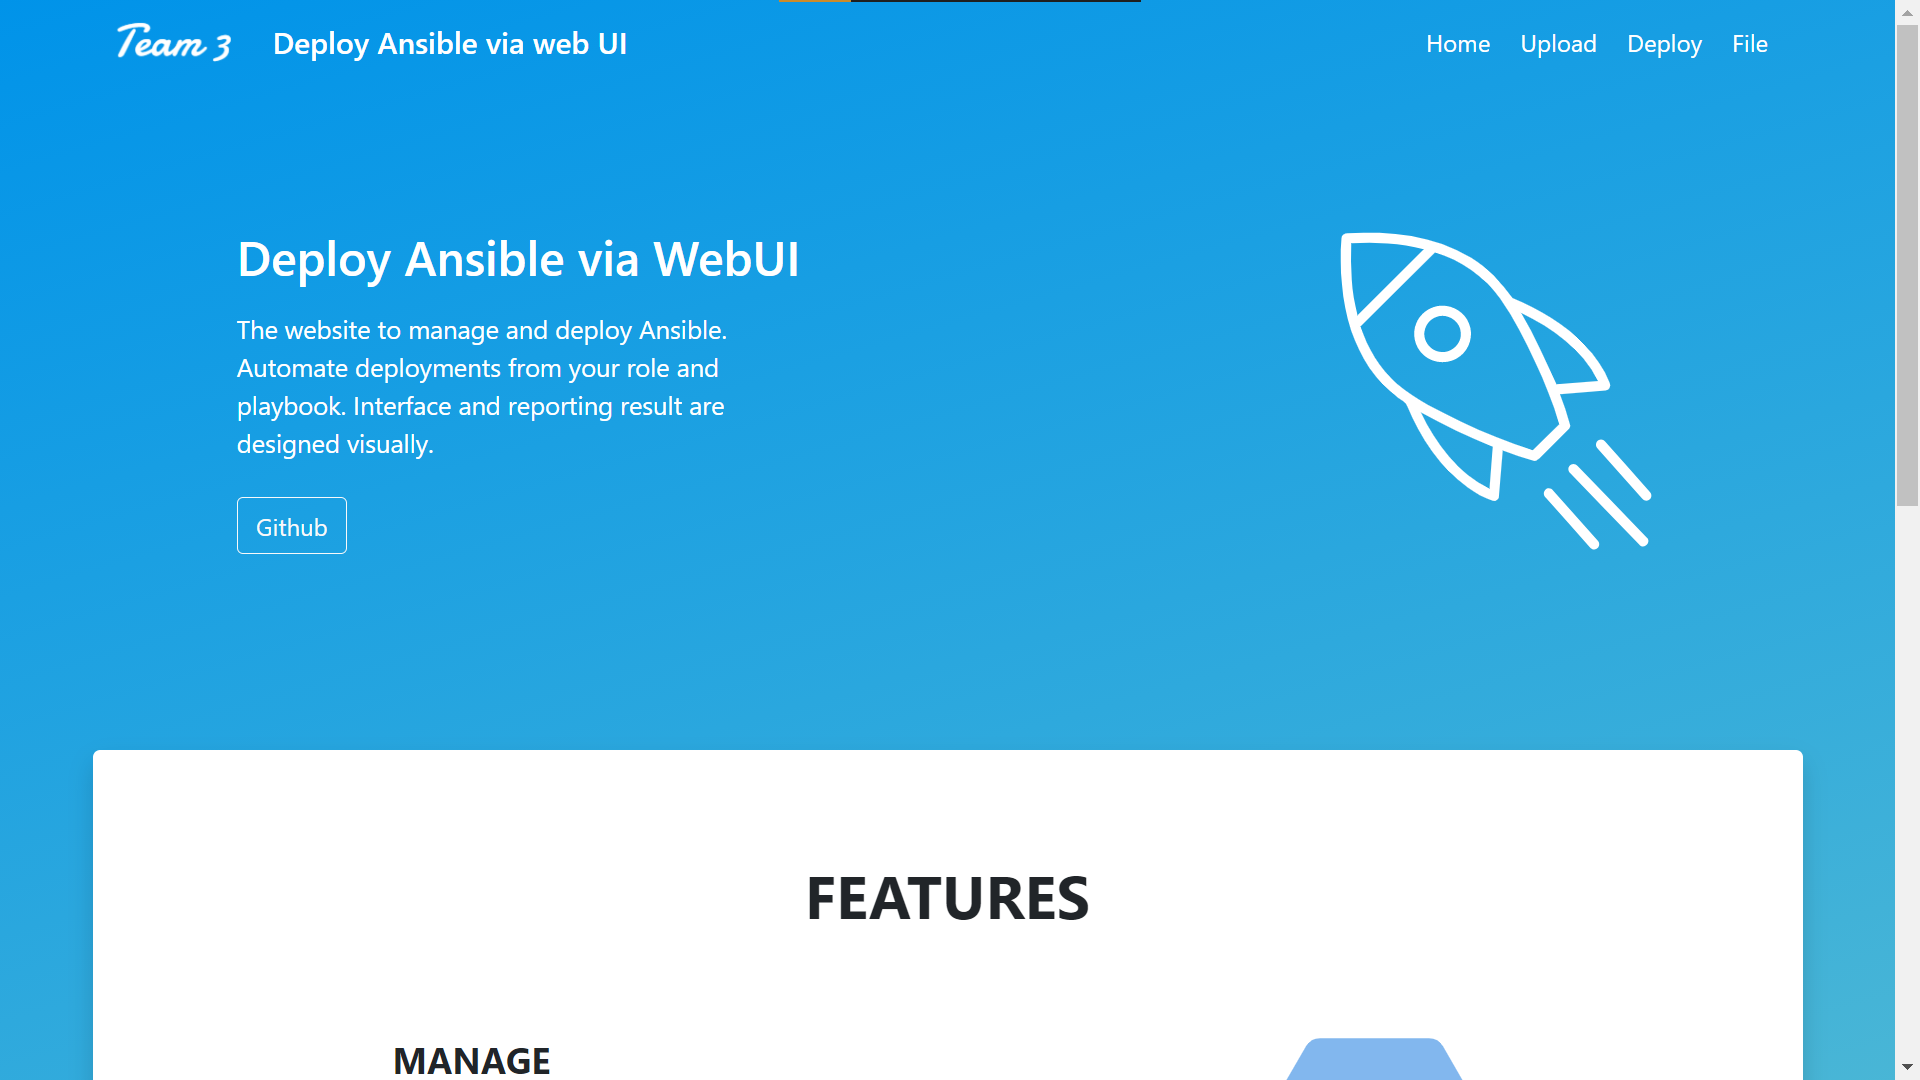 Team 3
Deploy Ansible via web UI
Home
Upload
Deploy
File
Deploy Ansible via WebUI
The website to manage and deploy Ansible.
Automate deployments from your role and
playbook. Interface and reporting result are
designed visually.
Github
FEATURES
MANAGE